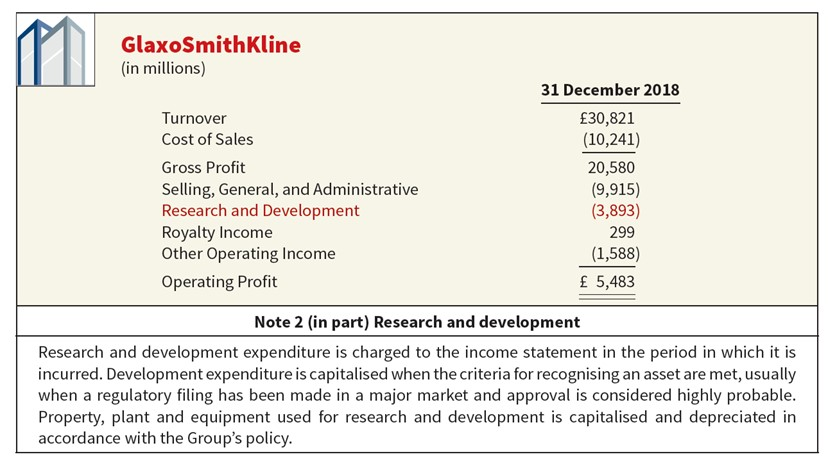 GlaxoSmithKline
(in millions)
31 December 2018
Turnover £30,821
Cost of Sales (10,241)
Gross Profit 20,580
Selling, General, and Administrative (9,915)
Research and Development (3,893)
Royalty Income 299
Other Operating Income (1,588)
Operating Profit £ 5,483
Note 2 (in part) Research and development
Research and development expenditure is charged to the income statement in the period in which it is
incurred. Development expenditure is capitalised when the criteria for recognising an asset are met, usually
when a regulatory filing has been made in a major market and approval is considered highly probable.
Property, plant and equipment used for research and development is capitalised and depreciated in
accordance with the Group’s policy.